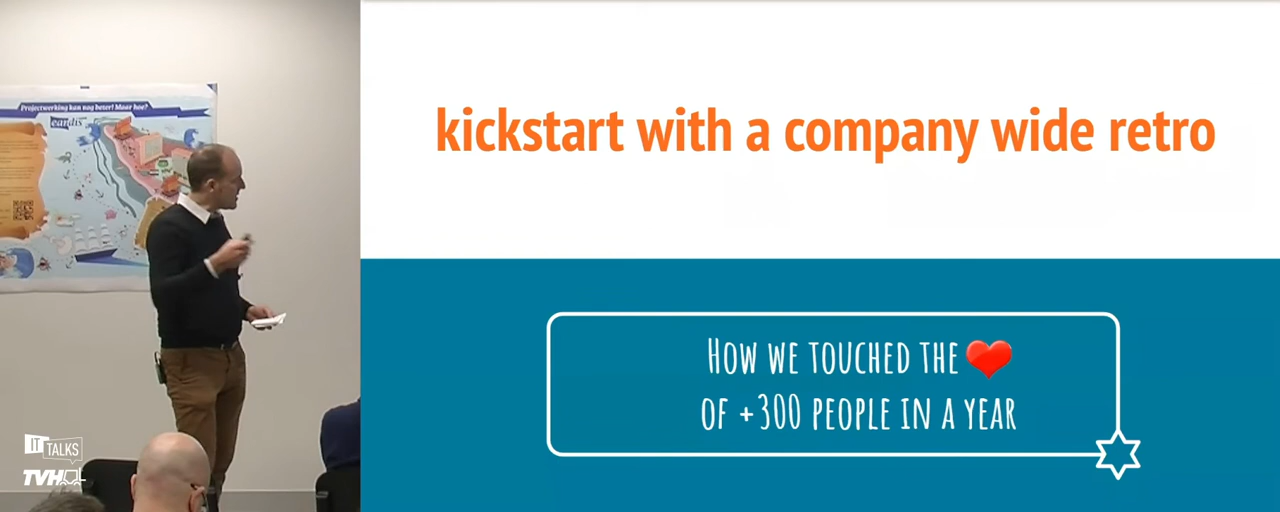 Projectworking kan nog beter! Maar hoe?
kickstart with a company wide retro
HOW WE TOUCHED THE ❤
OF +300 PEOPLE IN A YEAR
IT TALKS
TVH